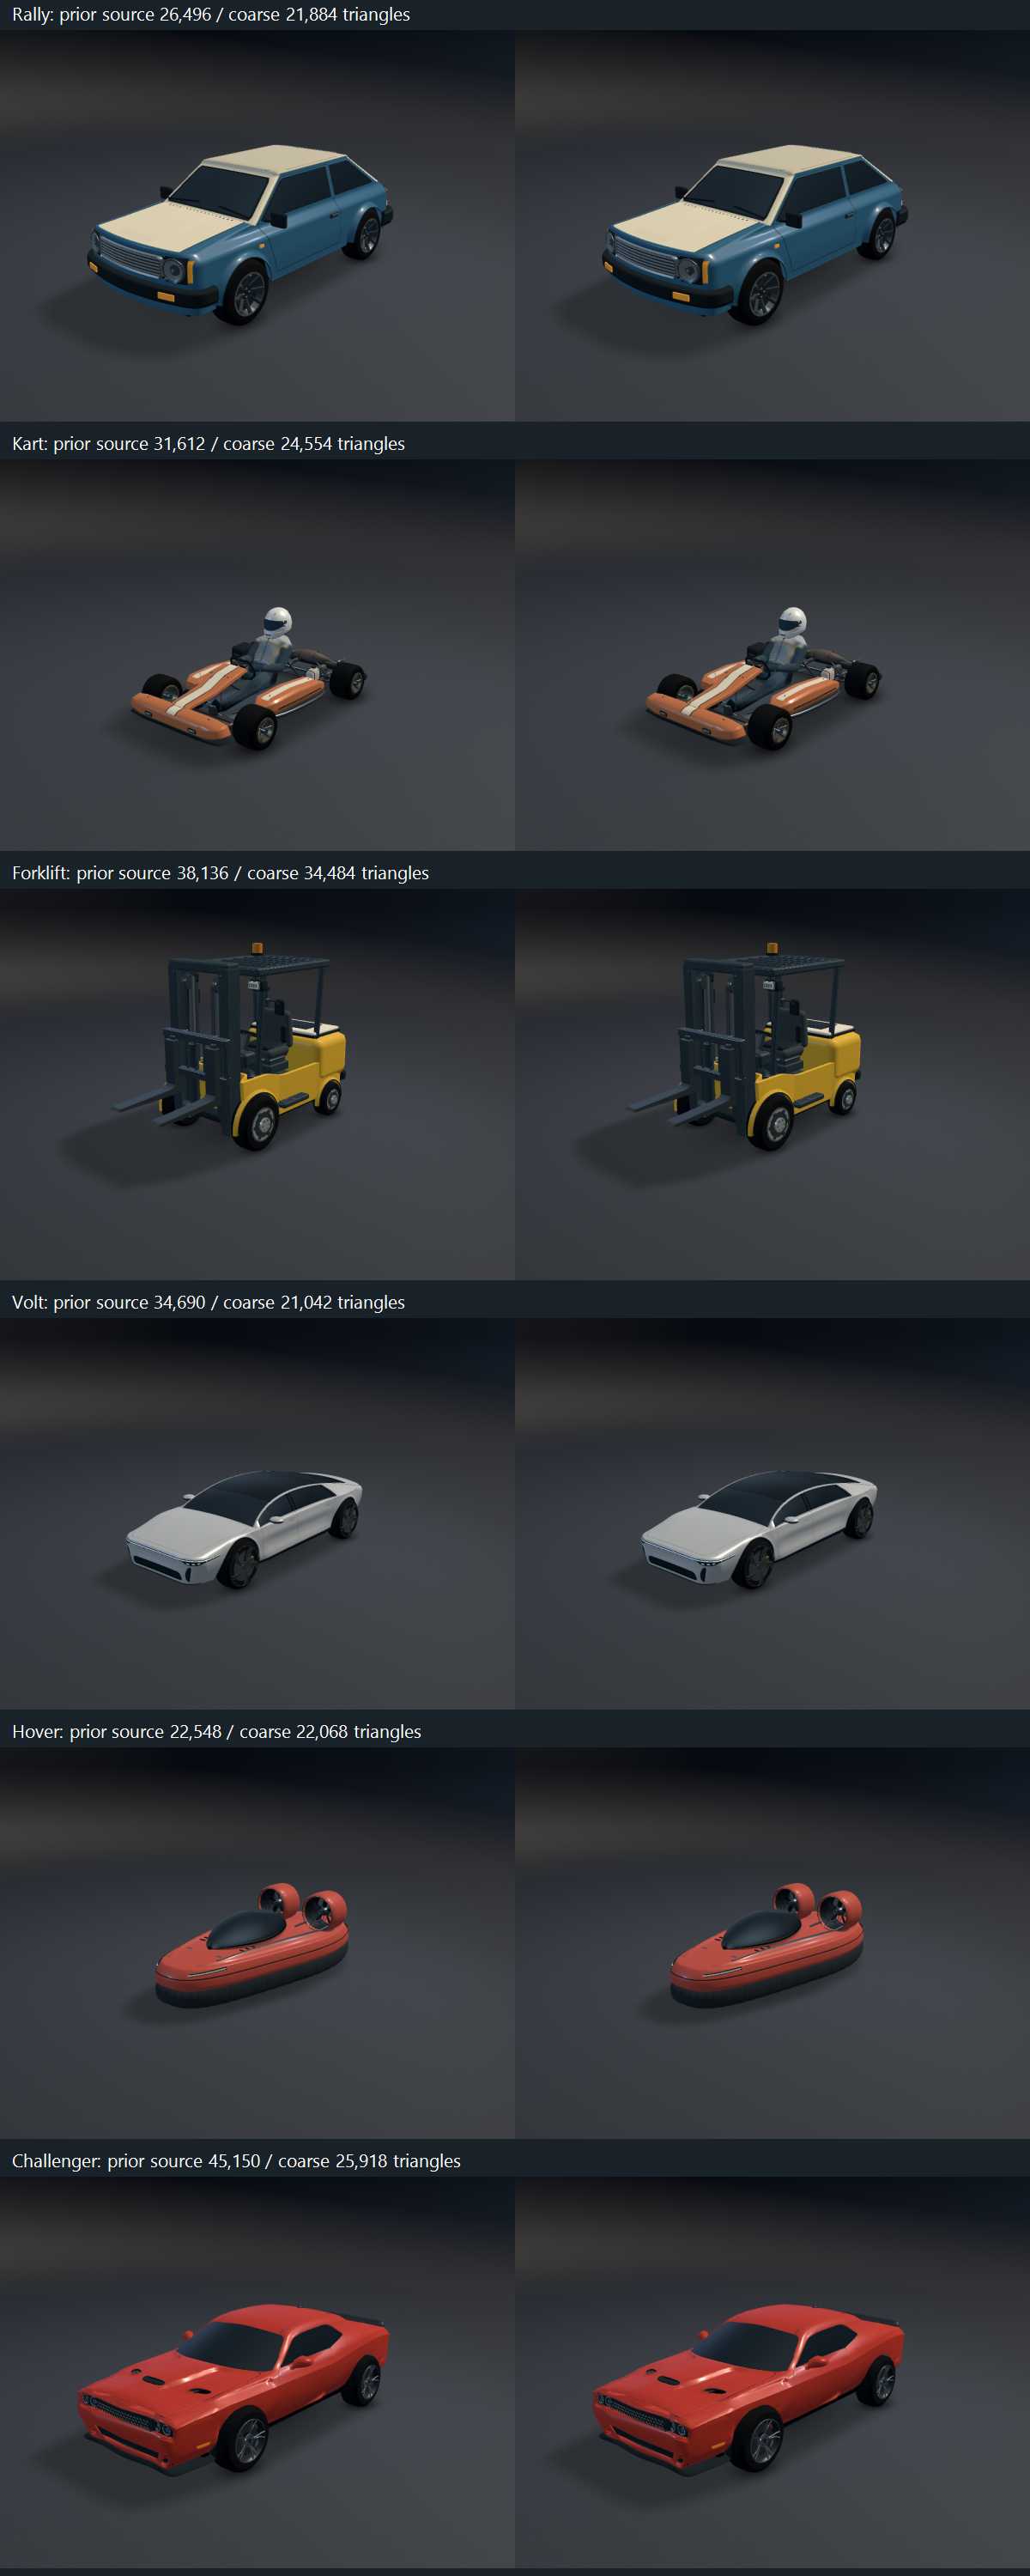 Rally: prior source 26,496 / coarse 21,884 triangles
Kart: prior source 31,612 / coarse 24,554 triangles
Forklift: prior source 38,136 / coarse 34,484 triangles
Volt: prior source 34,690 / coarse 21,042 triangles
Hover: prior source 22,548 / coarse 22,068 triangles
Challenger: prior source 45,150 / coarse 25,918 triangles